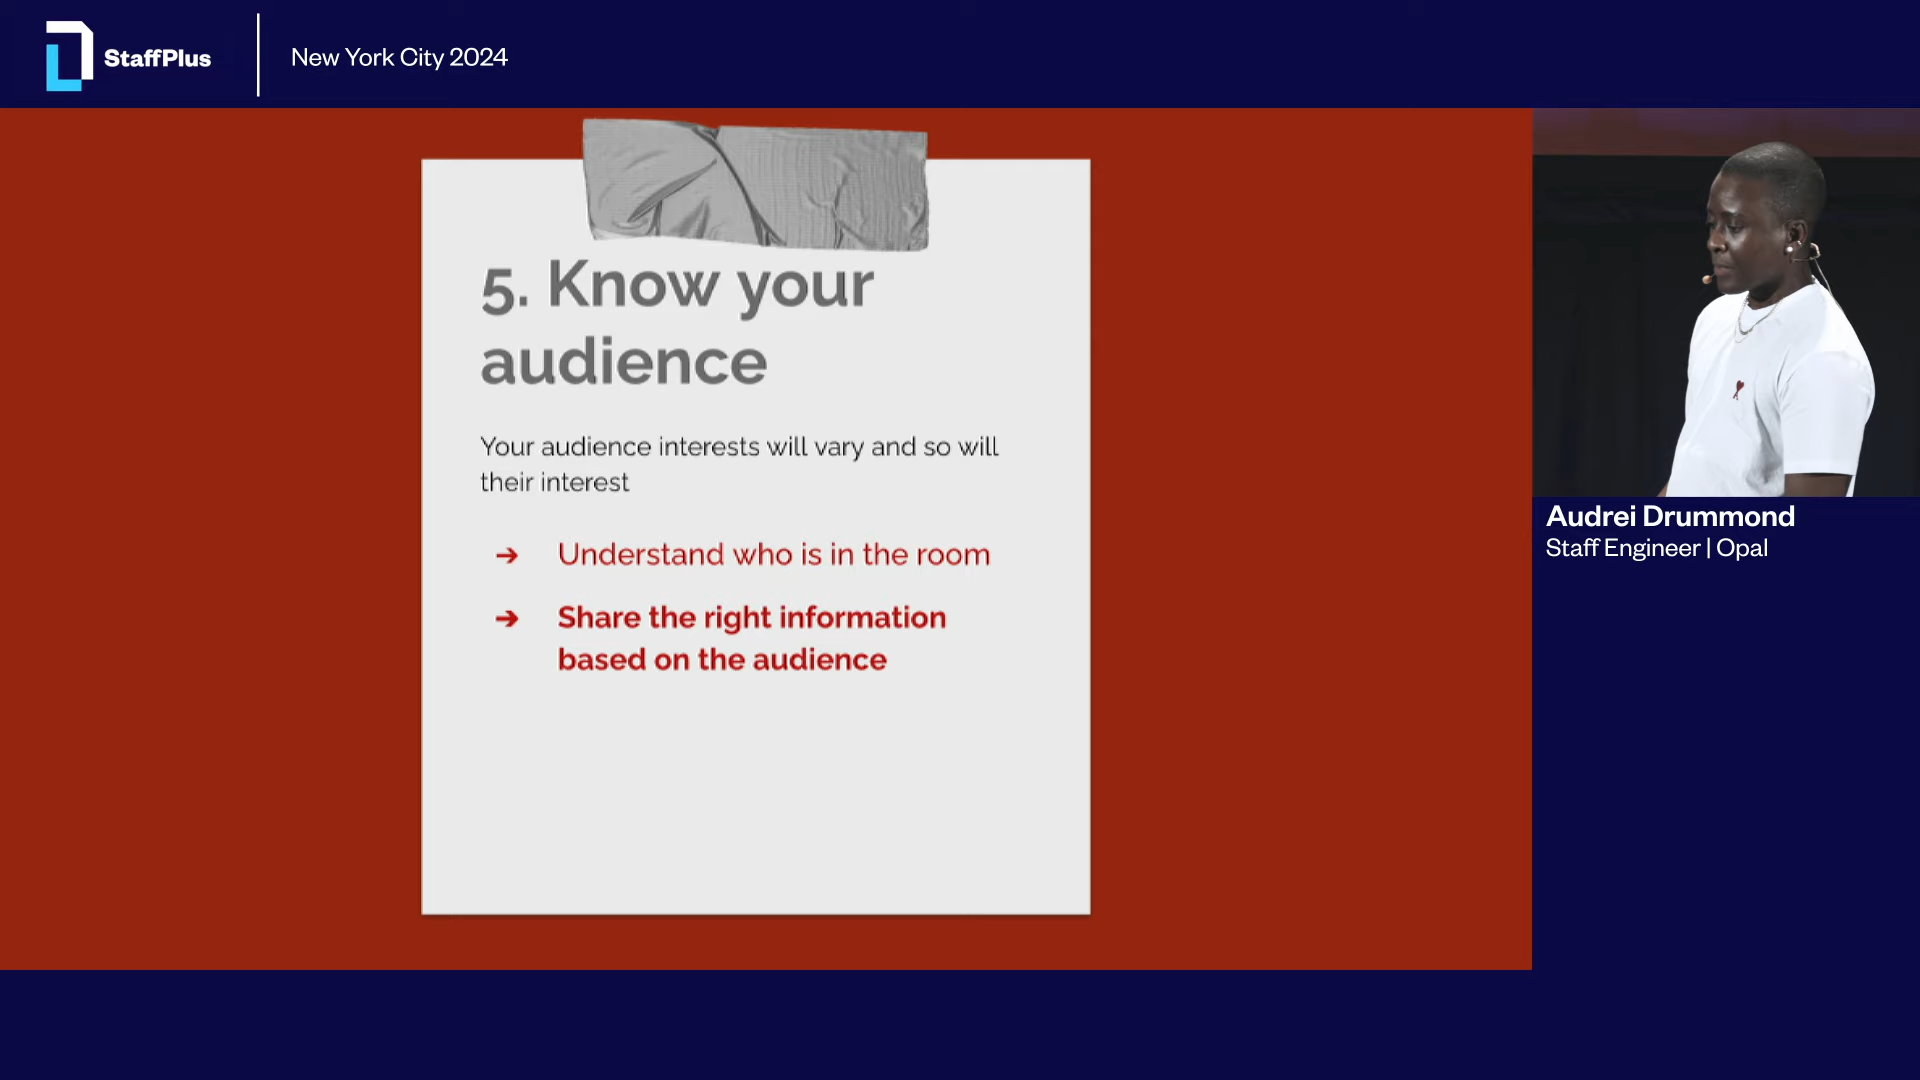 StaffPlus
New York City 2024
5. Know your
audience
Your audience interests will vary and so will
their interest
➔ Understand who is in the room
➔ Share the right information
based on the audience
Audrei Drummond
Staff Engineer | Opal